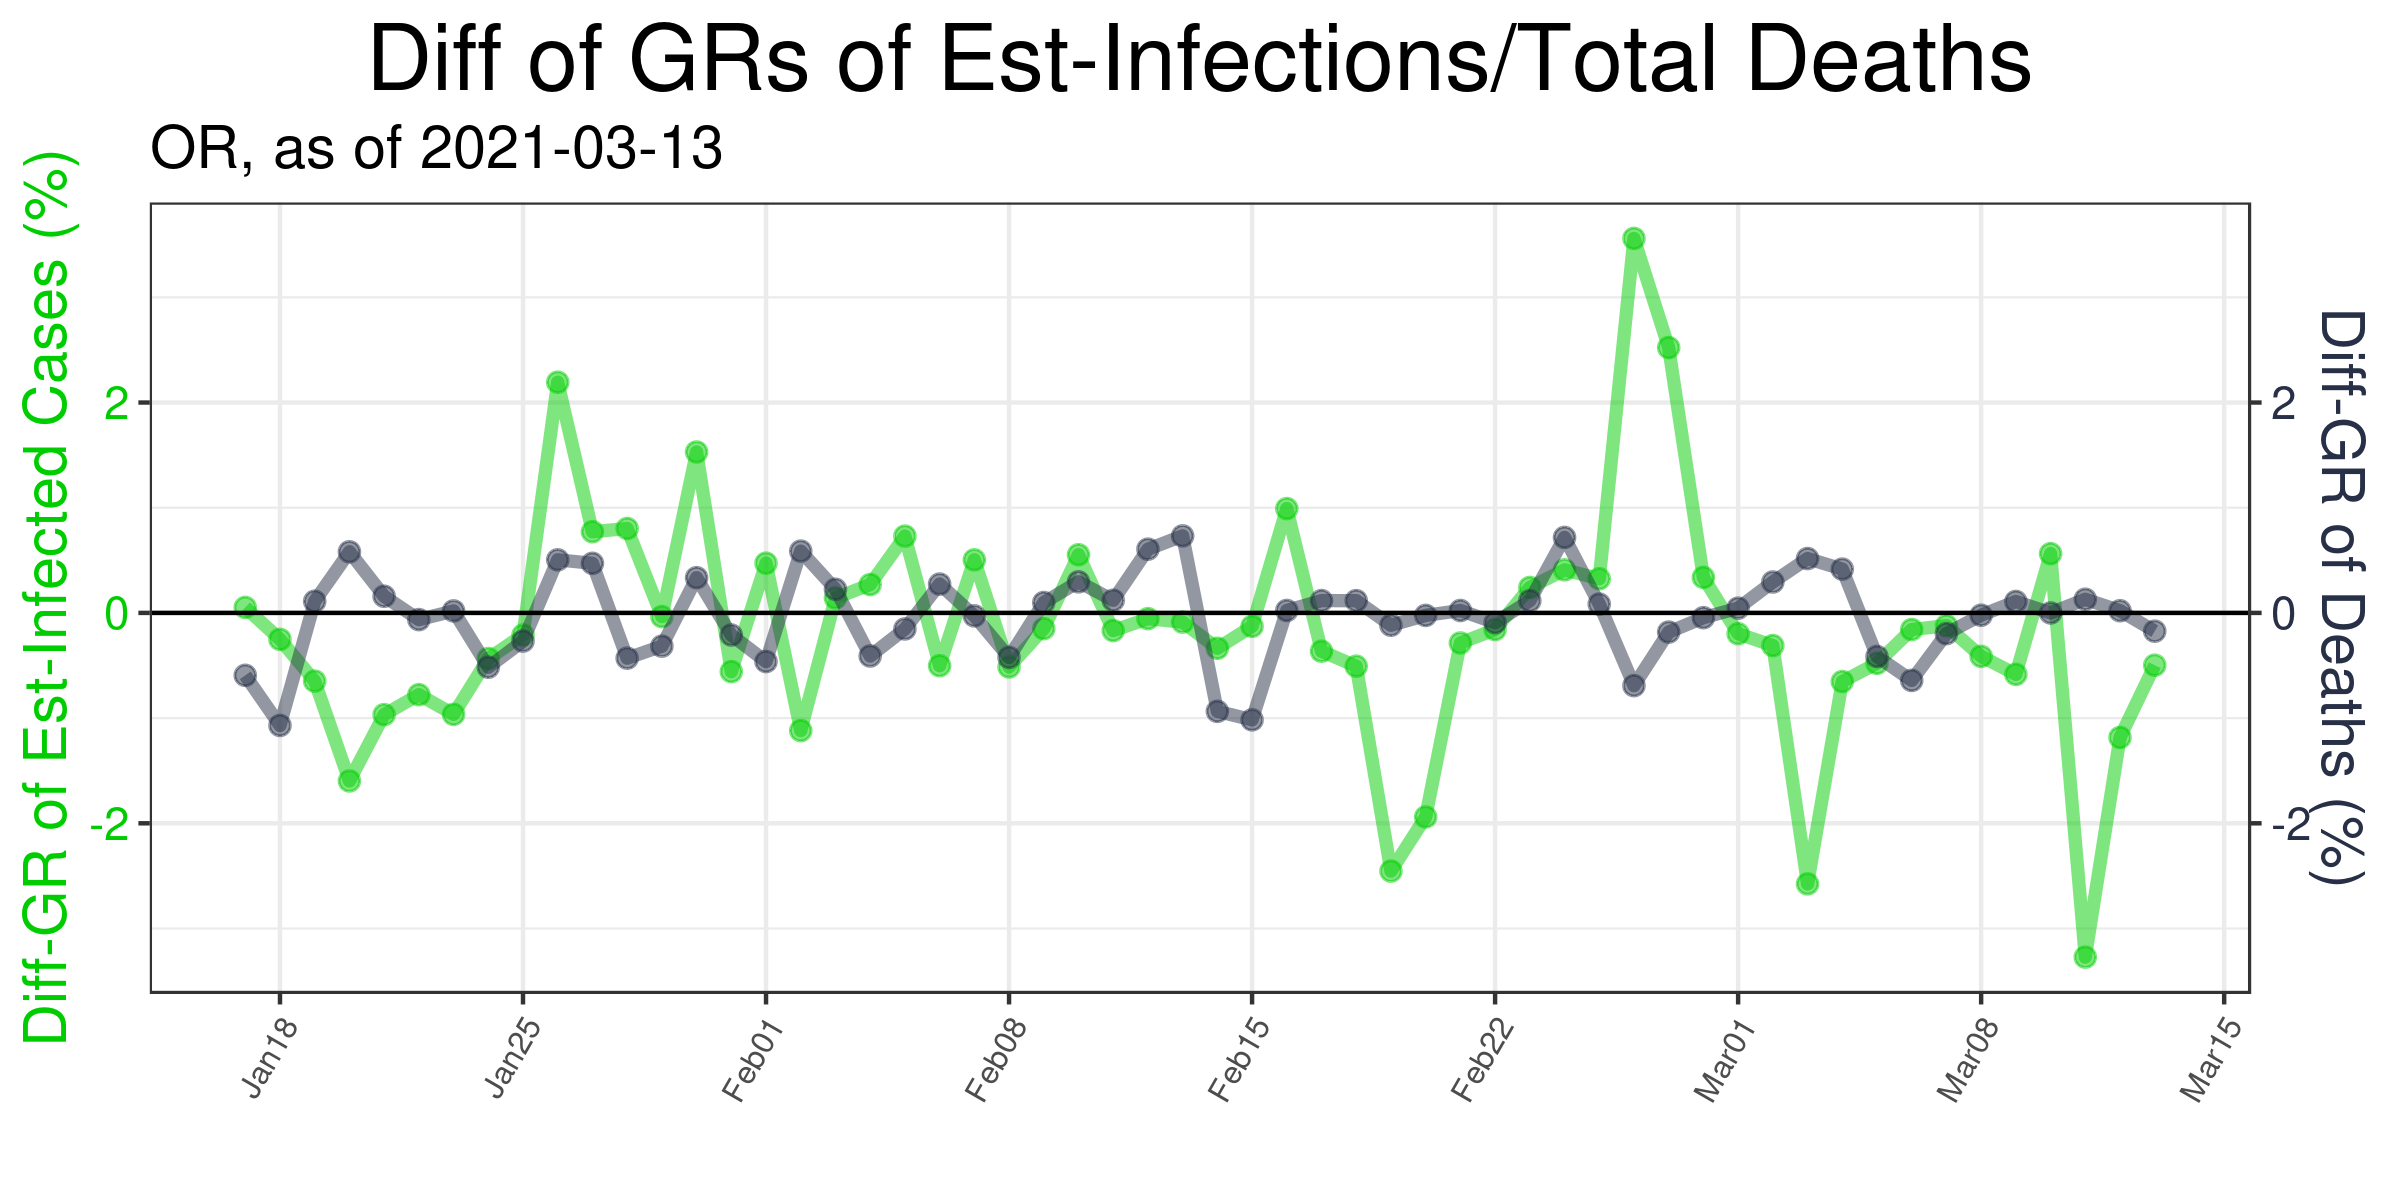 Diff of GRs of Est-Infections/Total Deaths
OR, as of 2021-03-13
Diff-GR of Est-Infected Cases (%)
2
0
-2
2
0
-2
Diff-GR of Deaths (%)
Jan18
Jan25
Feb01
Feb08
Feb15
Feb22
Mar01
Mar08
Mar15